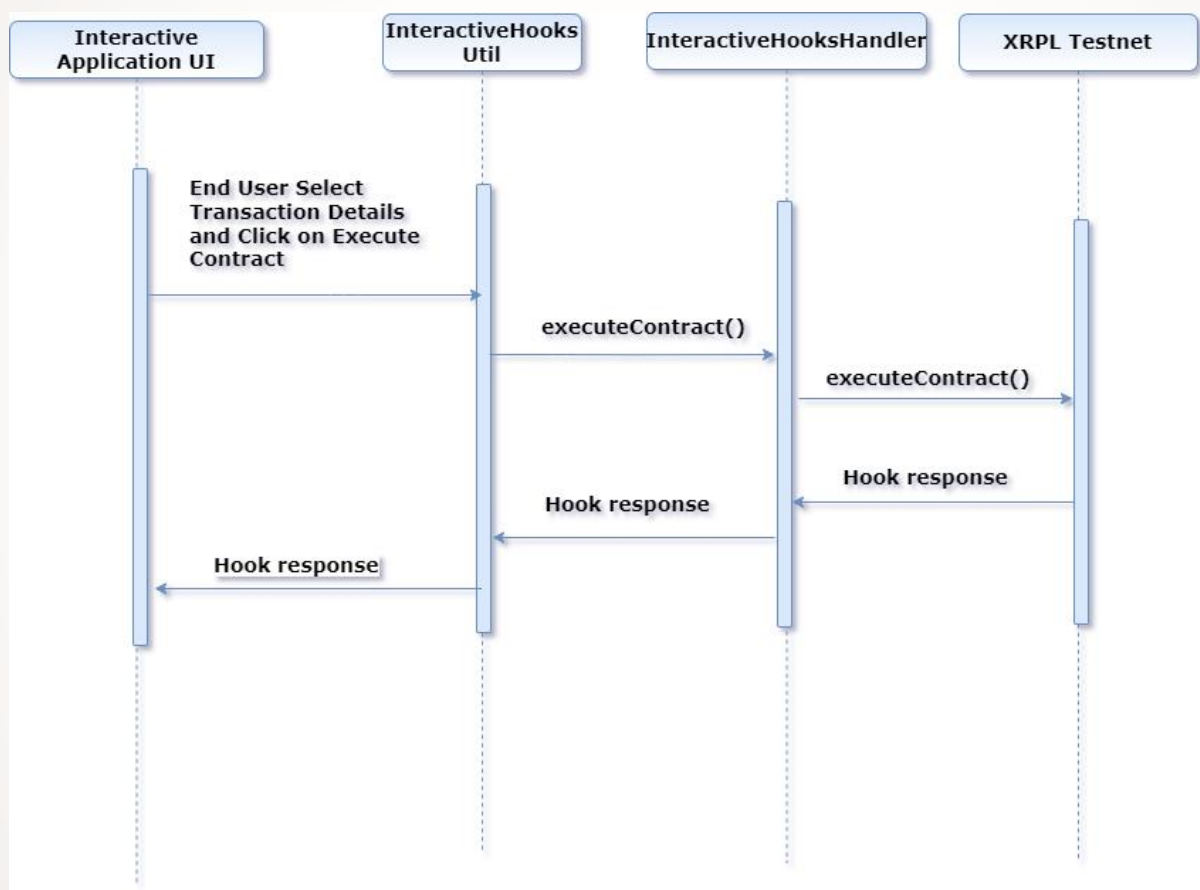 Interactive
Application UI
InteractiveHooks
Util
InteractiveHooksHandler
XRPL Testnet
End User Select
Transaction Details
and Click on Execute
Contract
executeContract()
executeContract()
Hook response
Hook response
Hook response